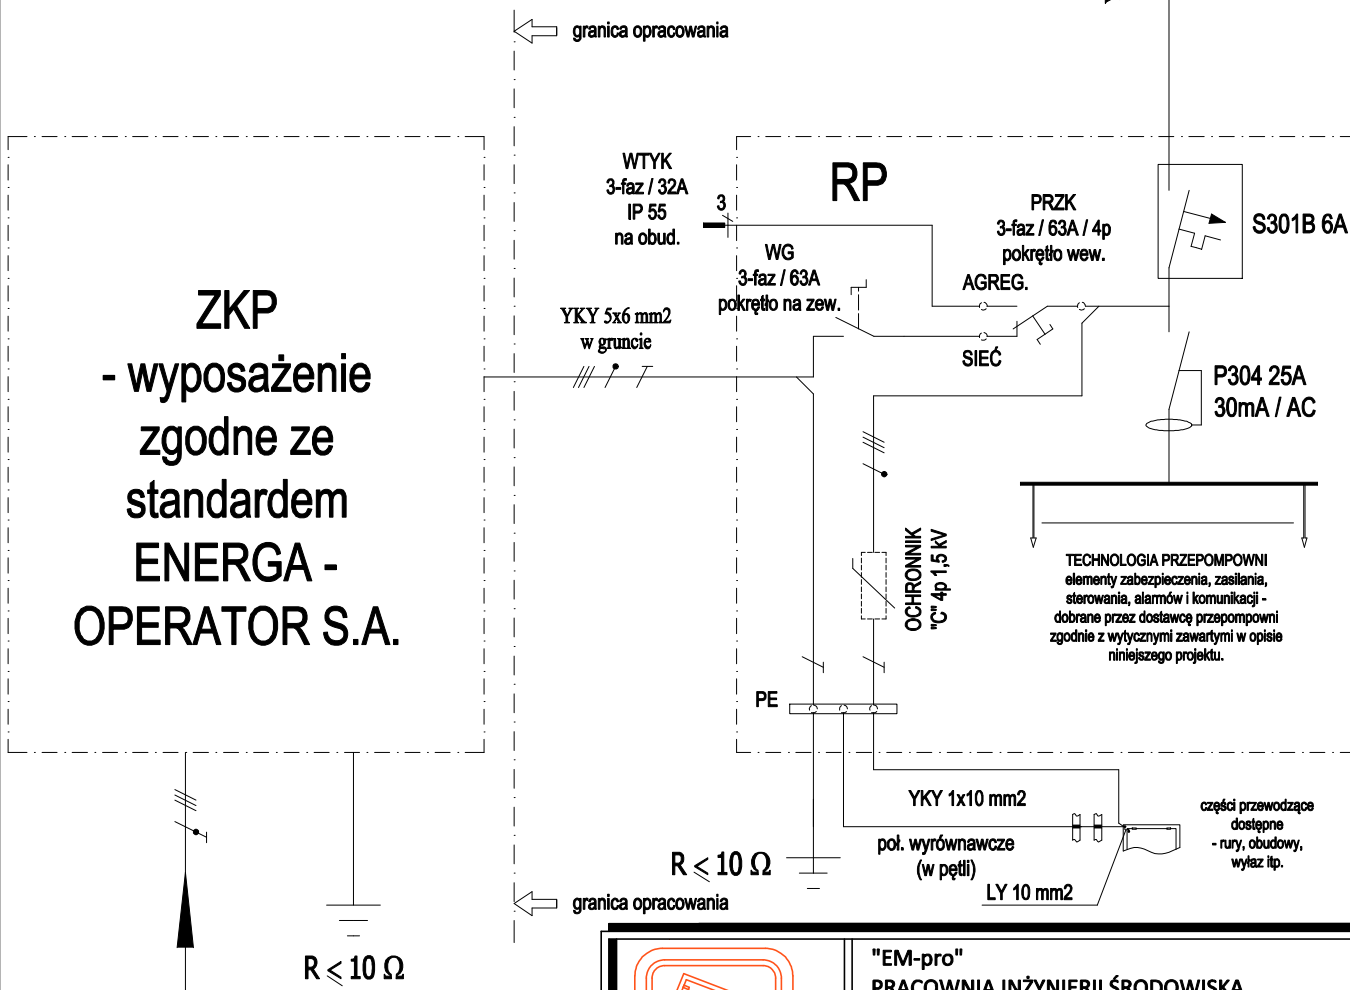 granica opracowania
ZKP
- wyposażenie
zgodne ze
standardem
ENERGA -
OPERATOR S.A.
R ≤ 10 Ω
YKY 5x6 mm2
w gruncie
WTYK
3-faz / 32A
IP 55
na obud.
3
RP
WG
3-faz / 63A
pokrętło na zew.
PRZK
3-faz / 63A / 4p
pokrętło wew.
AGREG.
SIEĆ
S301B 6A
P304 25A
30mA / AC
OCHRONNIK
"C" 4p 1,5 kV
TECHNOLOGIA PRZEPOMPOWNI
elementy zabezpieczenia, zasilania,
sterowania, alarmów i komunikacji -
dobrane przez dostawcę przepompowni
zgodnie z wytycznymi zawartymi w opisie
niniejszego projektu.
PE
YKY 1x10 mm2
poł. wyrównawcze
(w pętli)
LY 10 mm2
części przewodzące
dostępne
- rury, obudowy,
wyłaz itp.
R ≤ 10 Ω
granica opracowania
"EM-pro"
PRACOWNIA INŻYNIERII ŚRODOWISKA